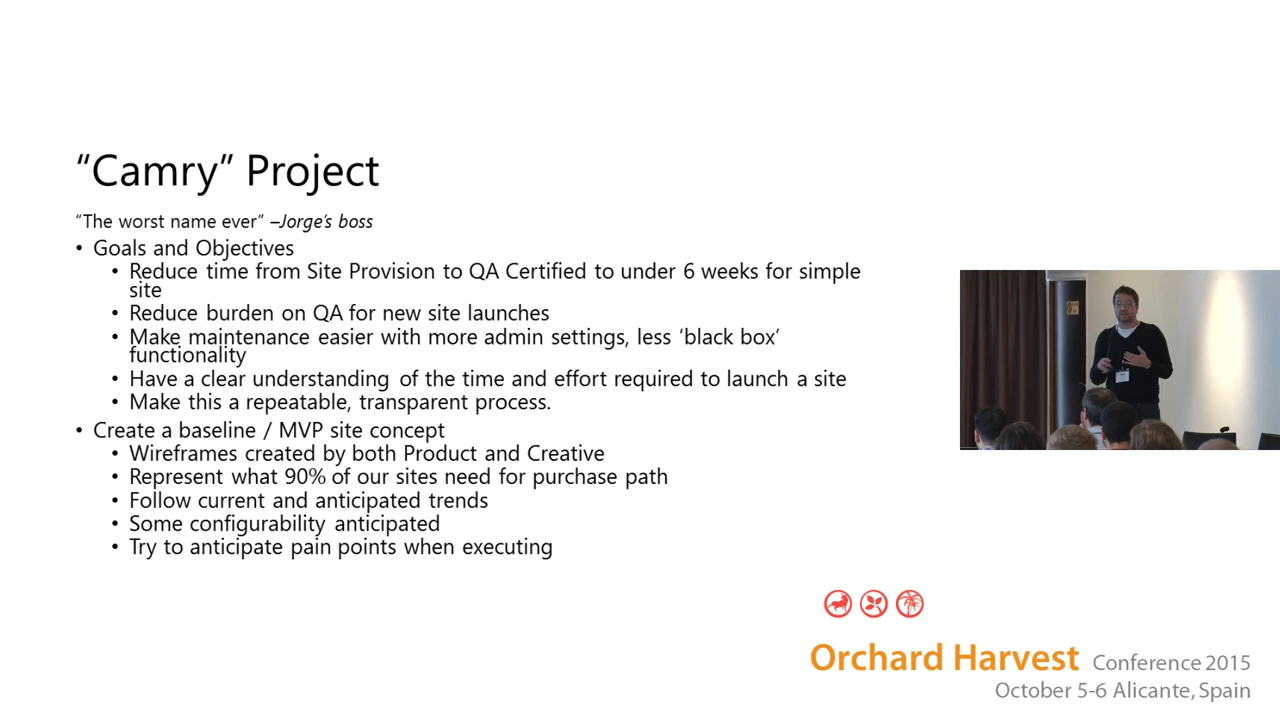 “Camry” Project
“The worst name ever” –Jorge’s boss
• Goals and Objectives
• Reduce time from Site Provision to QA Certified to under 6 weeks for simple
site
• Reduce burden on QA for new site launches
• Make maintenance easier with more admin settings, less ‘black box’
functionality
• Have a clear understanding of the time and effort required to launch a site
• Make this a repeatable, transparent process.
• Create a baseline / MVP site concept
• Wireframes created by both Product and Creative
• Represent what 90% of our sites need for purchase path
• Follow current and anticipated trends
• Some configurability anticipated
• Try to anticipate pain points when executing
Orchard Harvest Conference 2015
October 5-6 Alicante, Spain